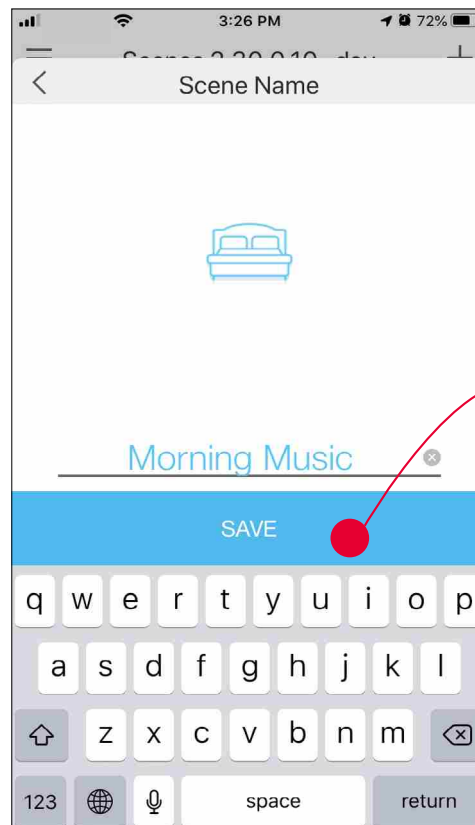 3:26 PM
72%
Scene Name
Morning Music
SAVE
q w e r t y u i o p
a s d f g h j k l
z x c v b n m
123
space
return